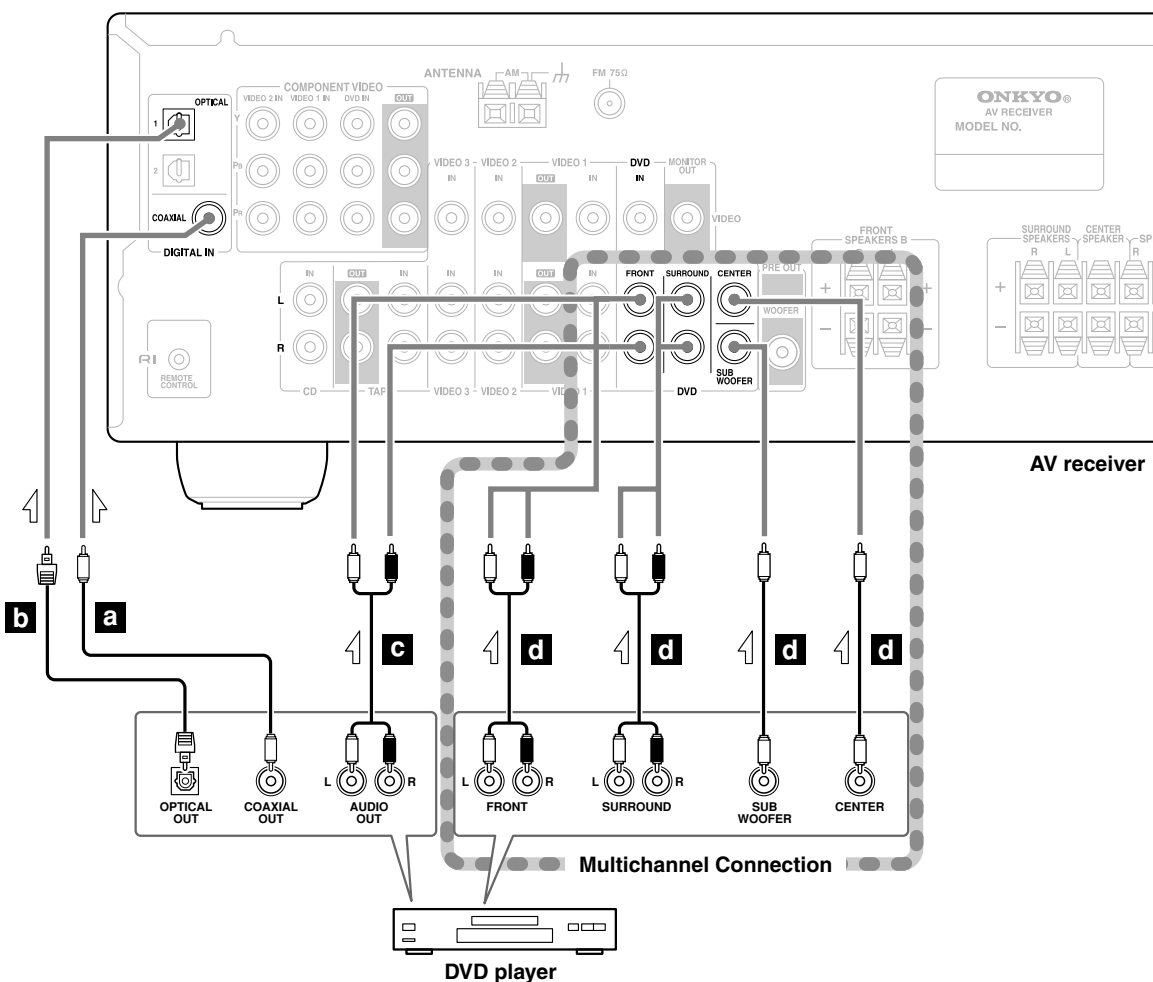 ANTENNA
AM
FM 75Ω
OPTICAL
1
2
COAXIAL
DIGITAL IN
COMPONENT VIDEO
VIDEO 2 IN VIDEO 1 IN DVD IN OUT
Y
PB
PR
ONKYO®
AV RECEIVER
MODEL NO.
VIDEO 3 VIDEO 2 VIDEO 1 DVD MONITOR OUT
IN IN OUT IN IN
VIDEO
FRONT SPEAKERS B
SURROUND SPEAKERS
R L
CENTER SPEAKER
R
+ +
+
– –
–
IN OUT IN IN OUT IN FRONT SURROUND CENTER
PRE OUT
WOOFER
L
R
SUB WOOFER
CD VIDEO 3 VIDEO 2 DVD
RI
REMOTE CONTROL
AV receiver
b
a
c
d
d
d
d
L R
L R
L R
OPTICAL OUT
COAXIAL OUT
AUDIO OUT
FRONT
SURROUND
SUB WOOFER
CENTER
Multichannel Connection
DVD player